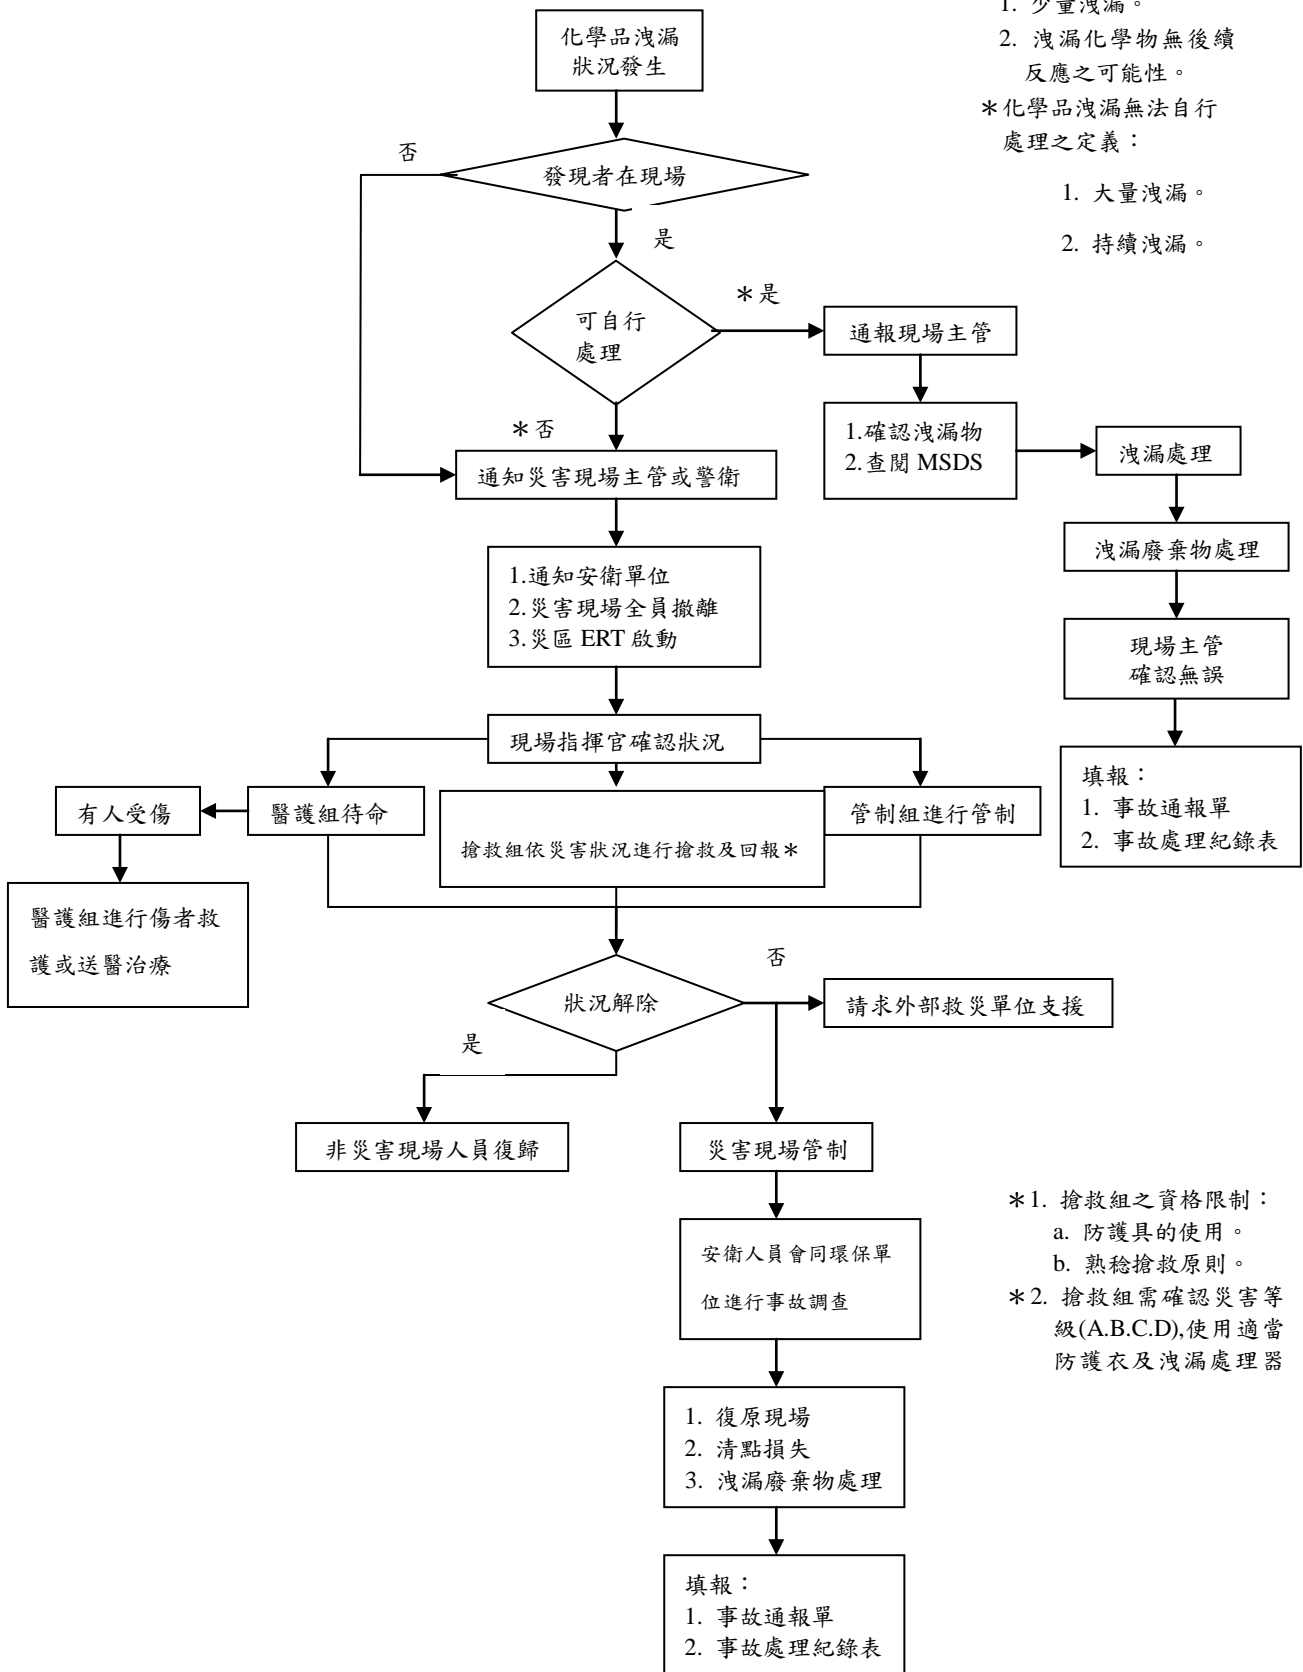 化學品洩漏
狀況發生
1. 少量洩漏。
2. 洩漏化學物無後續
反應之可能性。
＊化學品洩漏無法自行
處理之定義：
1. 大量洩漏。
2. 持續洩漏。
否
發現者在現場
是
可自行
處理
＊是
通報現場主管
＊否
1.確認洩漏物
2.查閱 MSDS
洩漏處理
通知災害現場主管或警衛
洩漏廢棄物處理
1.通知安衛單位
2.災害現場全員撤離
3.災區 ERT 啟動
現場主管
確認無誤
現場指揮官確認狀況
填報：
1. 事故通報單
2. 事故處理紀錄表
有人受傷
醫護組待命
搶救組依災害狀況進行搶救及回報＊
管制組進行管制
醫護組進行傷者救
護或送醫治療
否
狀況解除
請求外部救災單位支援
是
非災害現場人員復歸
災害現場管制
安衛人員會同環保單
位進行事故調查
＊1. 搶救組之資格限制：
a. 防護具的使用。
b. 熟稔搶救原則。
＊2. 搶救組需確認災害等
級(A.B.C.D),使用適當
防護衣及洩漏處理器
1. 復原現場
2. 清點損失
3. 洩漏廢棄物處理
填報：
1. 事故通報單
2. 事故處理紀錄表